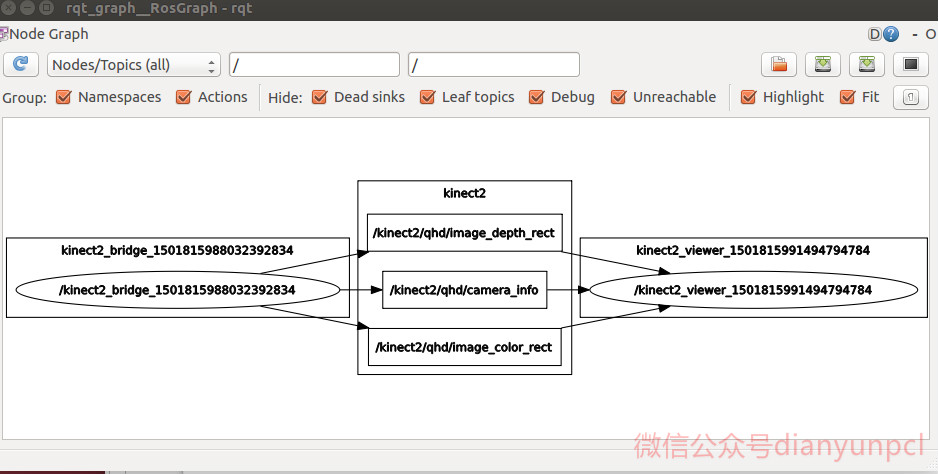 rqt_graph__RosGraph - rqt
Node Graph
D ? - O
Nodes/Topics (all) / /
Group: Namespaces Actions Hide: Dead sinks Leaf topics Debug Unreachable Highlight Fit
kinect2
/kinect2/qhd/image_depth_rect
kinect2_bridge_1501815988032392834
kinect2_viewer_1501815991494794784
/kinect2_bridge_1501815988032392834
/kinect2/qhd/camera_info
/kinect2_viewer_1501815991494794784
/kinect2/qhd/image_color_rect
微信公众号dianyunpcl